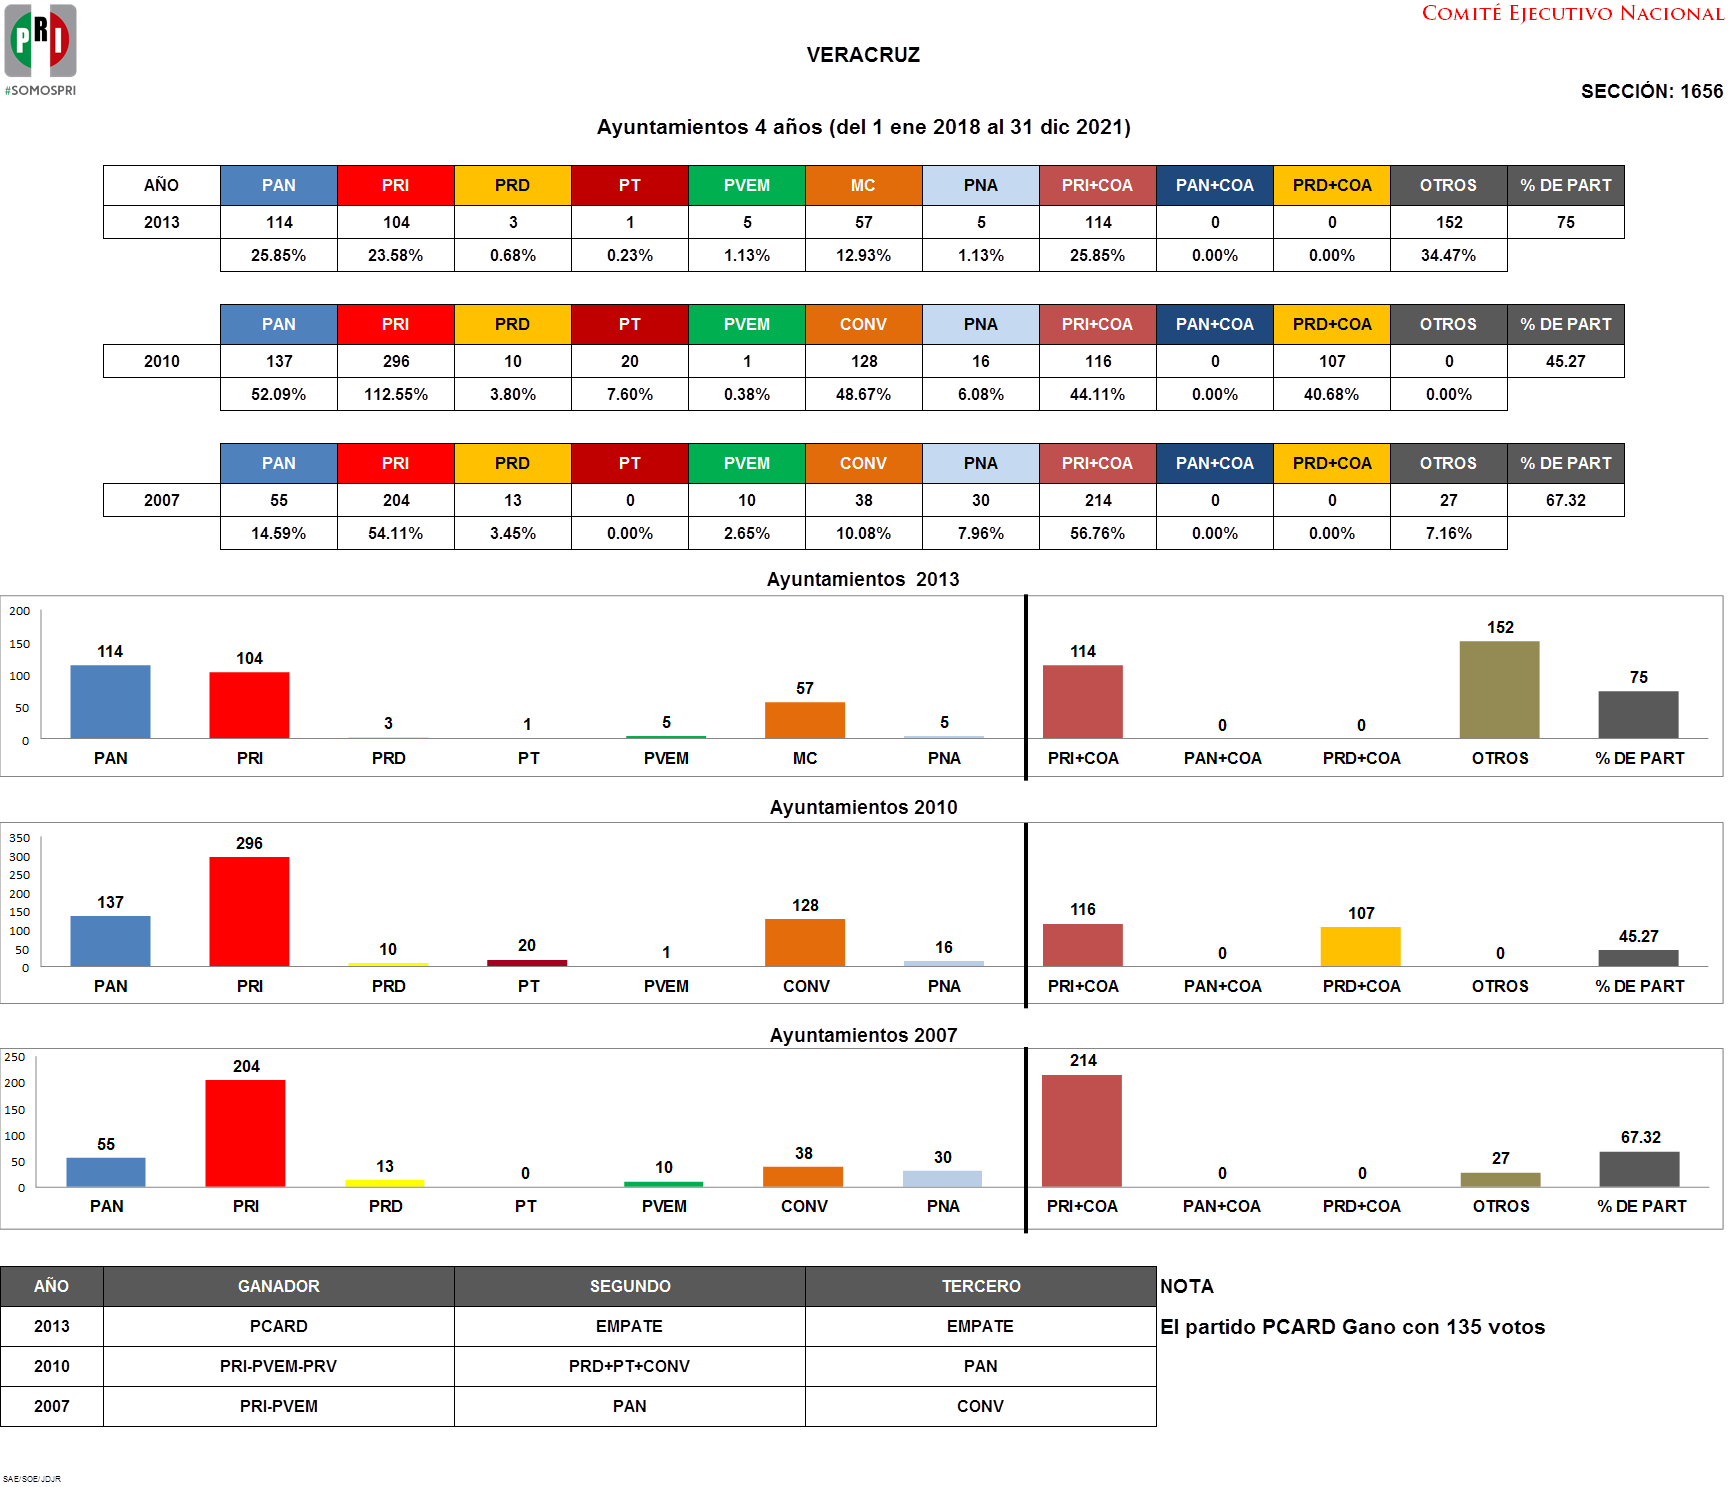 PRI
#SOMOSPRI
COMITÉ EJECUTIVO NACIONAL
VERACRUZ
SECCIÓN: 1656
Ayuntamientos 4 años (del 1 ene 2018 al 31 dic 2021)
AÑO PAN PRI PRD PT PVEM MC PNA PRI+COA PAN+COA PRD+COA OTROS % DE PART
2013 114 104 3 1 5 57 5 114 0 0 152 75
25.85% 23.58% 0.68% 0.23% 1.13% 12.93% 1.13% 25.85% 0.00% 0.00% 34.47%
PAN PRI PRD PT PVEM CONV PNA PRI+COA PAN+COA PRD+COA OTROS % DE PART
2010 137 296 10 20 1 128 16 116 0 107 0 45.27
52.09% 112.55% 3.80% 7.60% 0.38% 48.67% 6.08% 44.11% 0.00% 40.68% 0.00%
PAN PRI PRD PT PVEM CONV PNA PRI+COA PAN+COA PRD+COA OTROS % DE PART
2007 55 204 13 0 10 38 30 214 0 0 27 67.32
14.59% 54.11% 3.45% 0.00% 2.65% 10.08% 7.96% 56.76% 0.00% 0.00% 7.16%
Ayuntamientos 2013
200
150
100
50
0
114 104 3 1 5 57 5 114 0 0 152 75
PAN PRI PRD PT PVEM MC PNA PRI+COA PAN+COA PRD+COA OTROS % DE PART
Ayuntamientos 2010
350
300
250
200
150
100
50
0
137 296 10 20 1 128 16 116 0 107 0 45.27
PAN PRI PRD PT PVEM CONV PNA PRI+COA PAN+COA PRD+COA OTROS % DE PART
Ayuntamientos 2007
250
200
150
100
50
0
55 204 13 0 10 38 30 214 0 0 27 67.32
PAN PRI PRD PT PVEM CONV PNA PRI+COA PAN+COA PRD+COA OTROS % DE PART
AÑO GANADOR SEGUNDO TERCERO NOTA
2013 PCARD EMPATE EMPATE El partido PCARD Gano con 135 votos
2010 PRI-PVEM-PRV PRD+PT+CONV PAN
2007 PRI-PVEM PAN CONV
SAE/SOE/JDJR